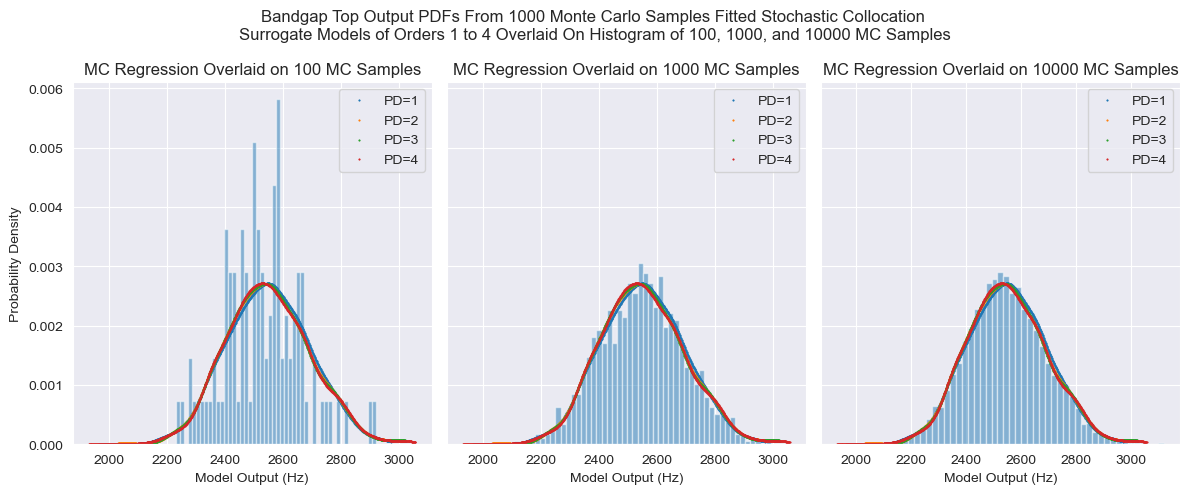 Bandgap Top Output PDFs From 1000 Monte Carlo Samples Fitted Stochastic Collocation
Surrogate Models of Orders 1 to 4 Overlaid On Histogram of 100, 1000, and 10000 MC Samples
MC Regression Overlaid on 100 MC Samples
MC Regression Overlaid on 1000 MC Samples
MC Regression Overlaid on 10000 MC Samples
0.006
0.005
0.004
0.003
0.002
0.001
0.000
Probability Density
PD=1
PD=2
PD=3
PD=4
PD=1
PD=2
PD=3
PD=4
PD=1
PD=2
PD=3
PD=4
2000 2200 2400 2600 2800 3000
2000 2200 2400 2600 2800 3000
2000 2200 2400 2600 2800 3000
Model Output (Hz)
Model Output (Hz)
Model Output (Hz)